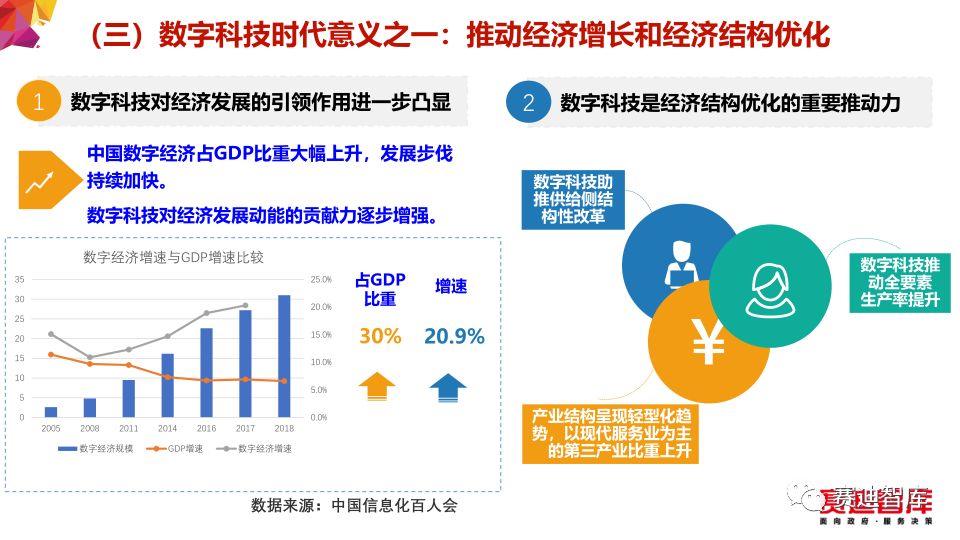 （三）数字科技时代意义之一：推动经济增长和经济结构优化
1
数字科技对经济发展的引领作用进一步凸显
中国数字经济占GDP比重大幅上升，发展步伐
持续加快。
数字科技对经济发展动能的贡献力逐步增强。
数字经济增速与GDP增速比较
35
30
25
20
15
10
5
0
25.0%
20.0%
15.0%
10.0%
5.0%
0.0%
2005 2008 2011 2014 2016 2017 2018
数字经济规模 GDP增速 数字经济增速
占GDP
比重
增速
30%
20.9%
数据来源：中国信息化百人会
2
数字科技是经济结构优化的重要推动力
数字科技助
推供给侧结
构性改革
数字科技推
动全要素
生产率提升
¥
产业结构呈现轻型化趋
势，以现代服务业为主
的第三产业比重上升
赛迪智库
赛迪智库
面向政府·服务决策